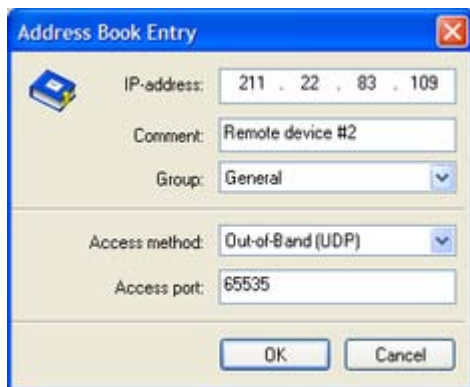 Address Book Entry
IP-address: 211 . 22 . 83 . 109
Comment: Remote device #2
Group: General
Access method: Out-of-Band (UDP)
Access port: 65535
OK Cancel